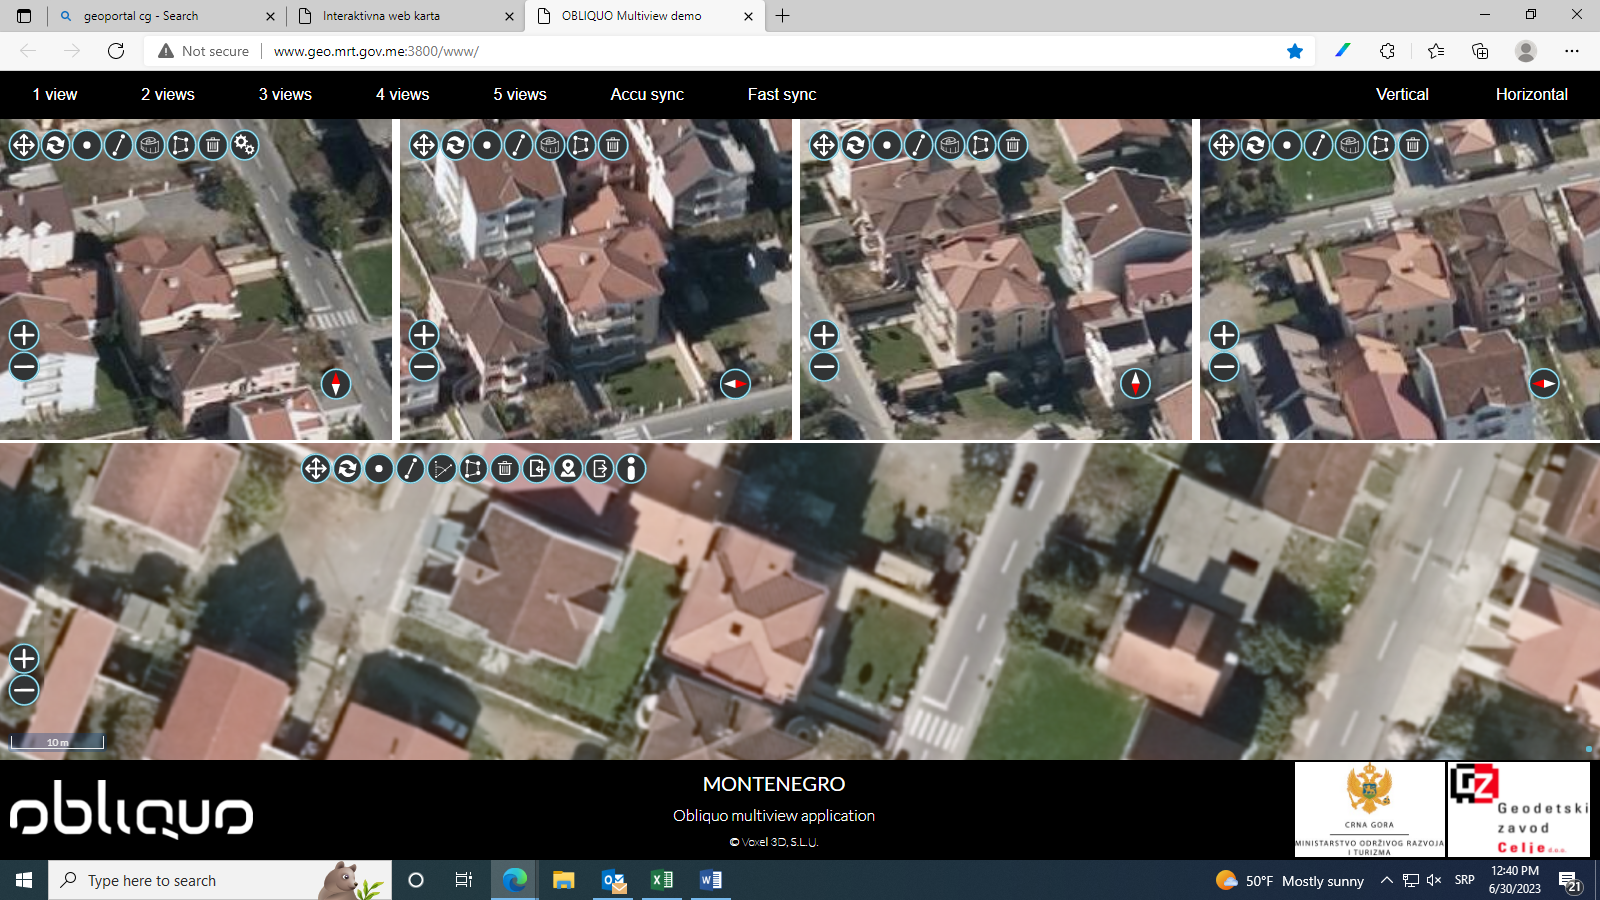 geoportal cg - Search
Interaktivna web karta
OBLIQUO Multiview demo
Not secure
www.geo.mrt.gov.me:3800/www/
1 view
2 views
3 views
4 views
5 views
Accu sync
Fast sync
Vertical
Horizontal
10 m
obliquo
MONTENEGRO
Obliquo multiview application
© Voxel 3D, S.L.U.
CRNA GORA
MINISTARSTVO ODRŽIVOG RAZVOJA
I TURIZMA
GZ
Geodetski
zavod
Celje d.o.o.
Type here to search
50°F Mostly sunny
SRP
12:40 PM
6/30/2023
21